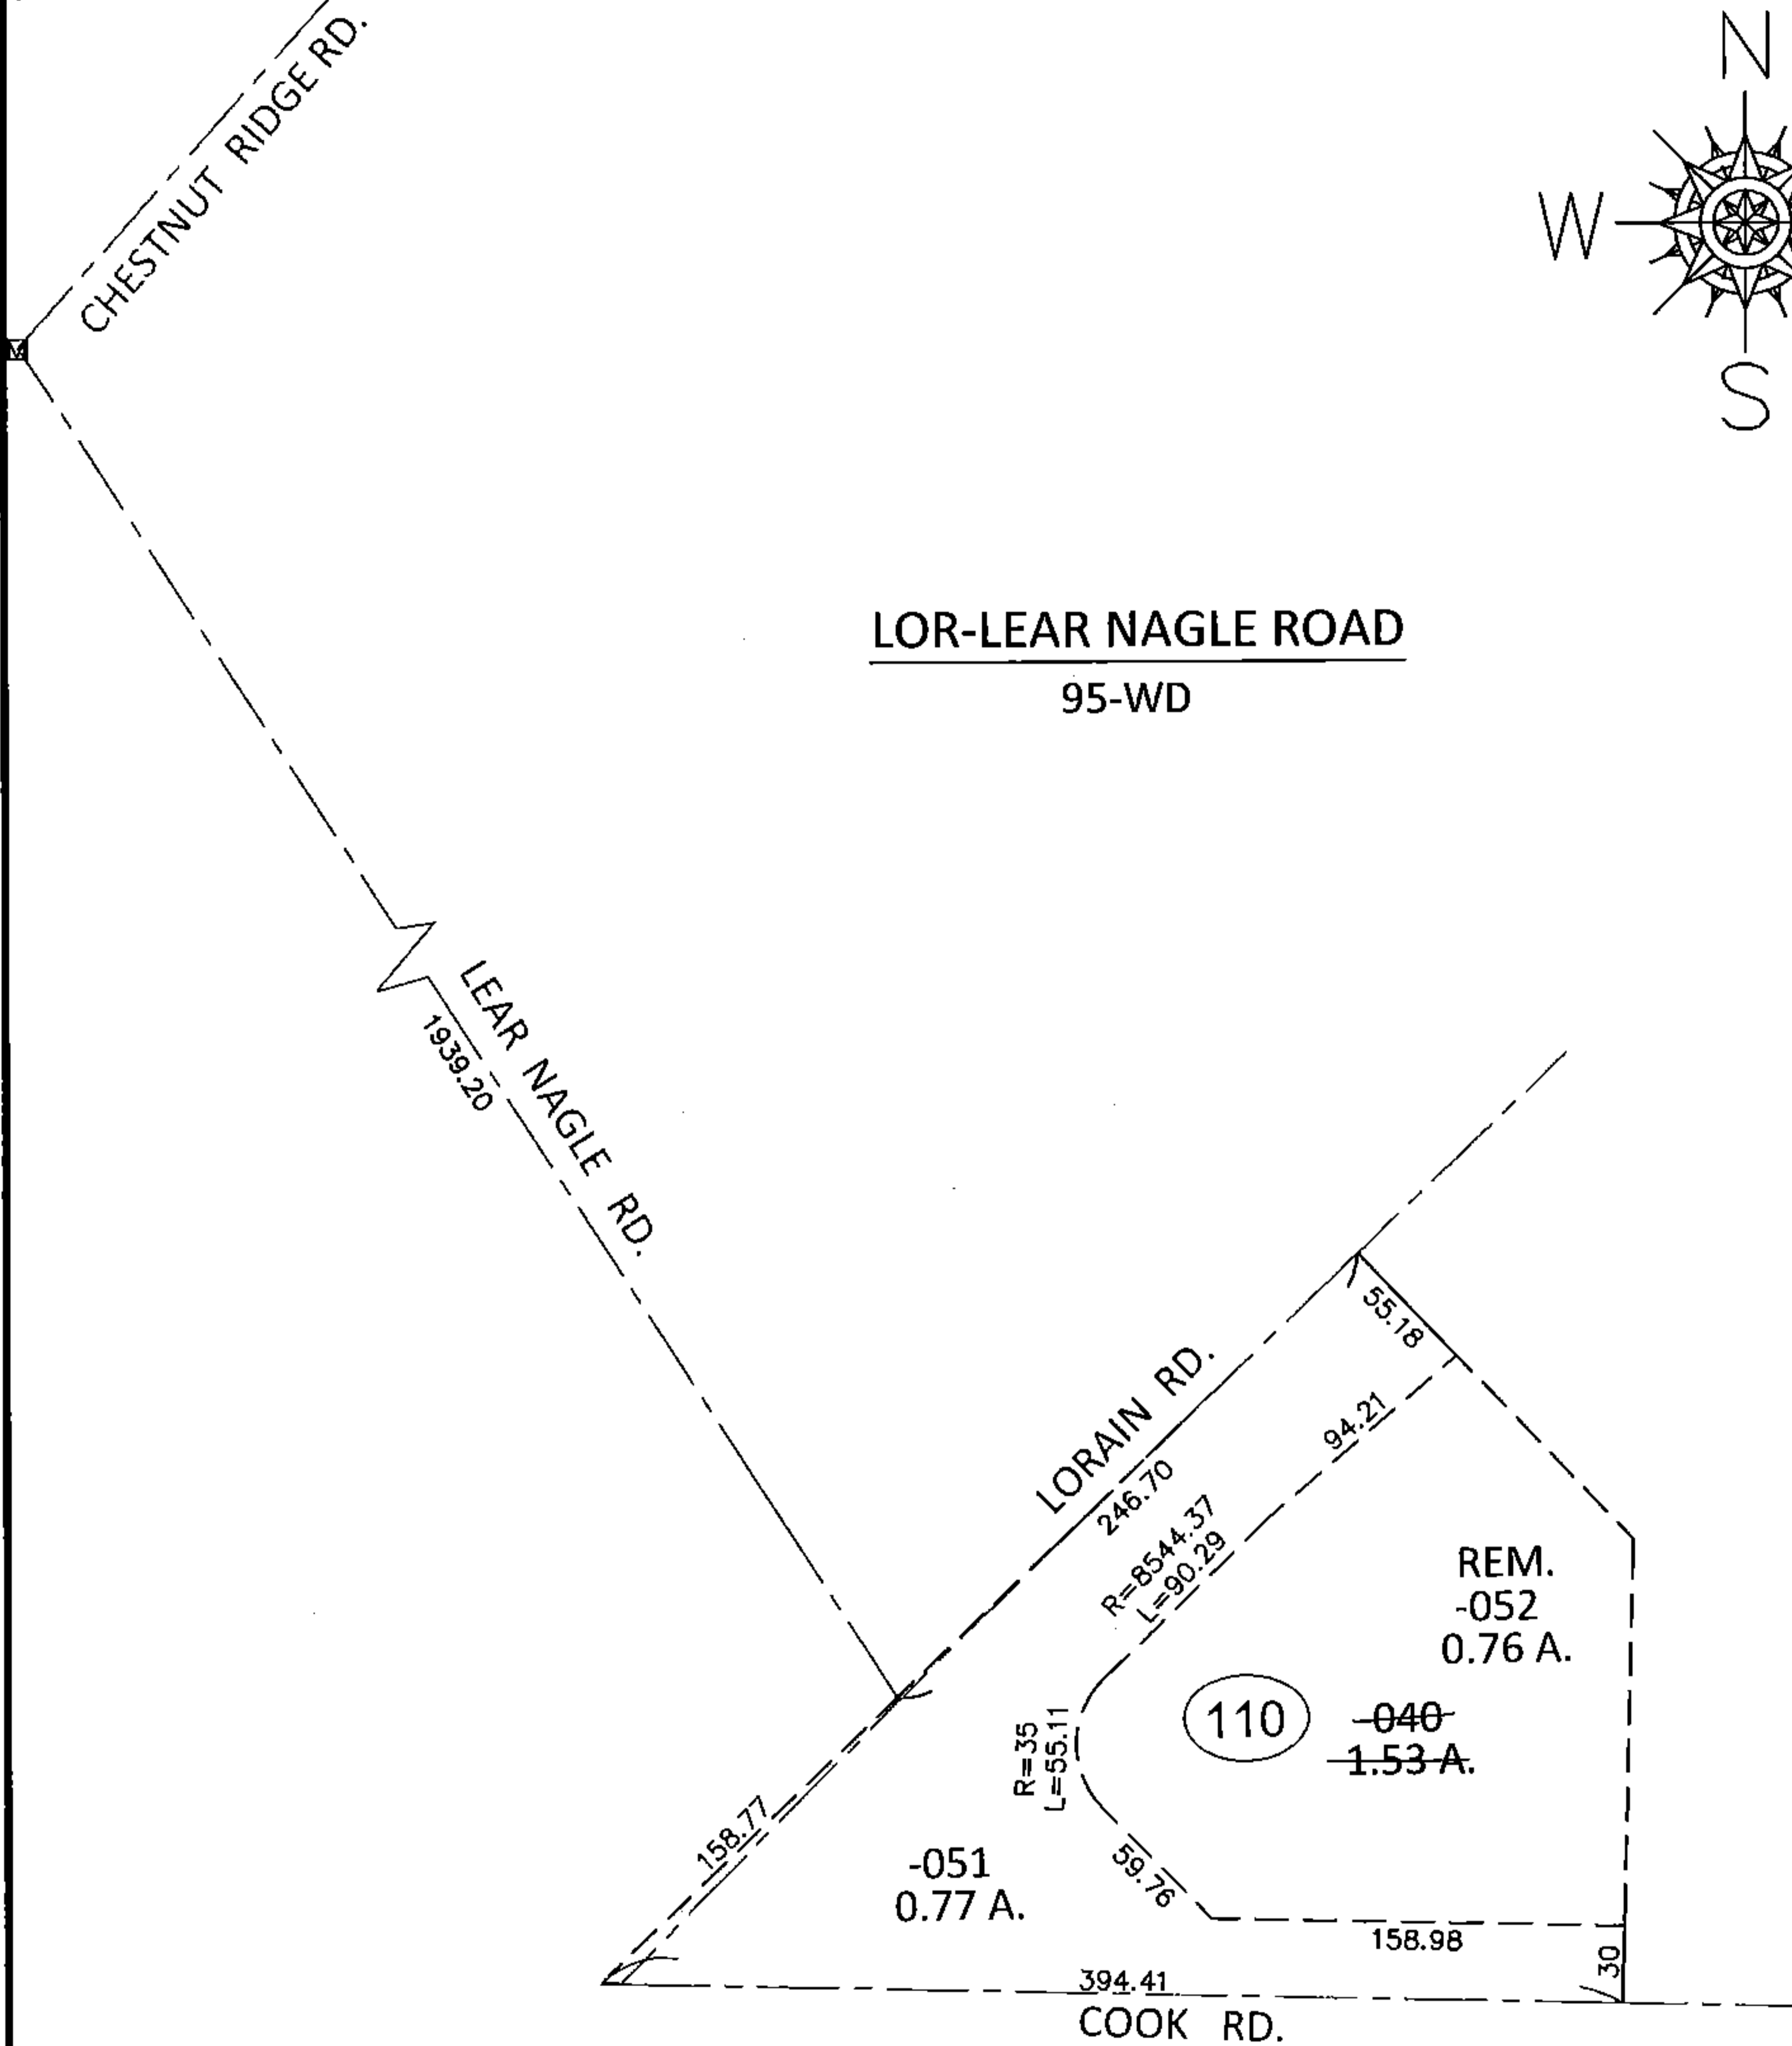 CHESTNUT RIDGE RD.
N
W
S
M
LOR-LEAR NAGLE ROAD
95-WD
LEAR NAGLE RD.
1939.20
55.18
94.21
LORAIN RD.
246.70
R=8544.37
L=90.29
REM.
-052
0.76 A.
110
-040
1.53 A.
R=35
L=55.11
158.77
-051
0.77 A.
59.76
158.98
30
394.41
COOK RD.